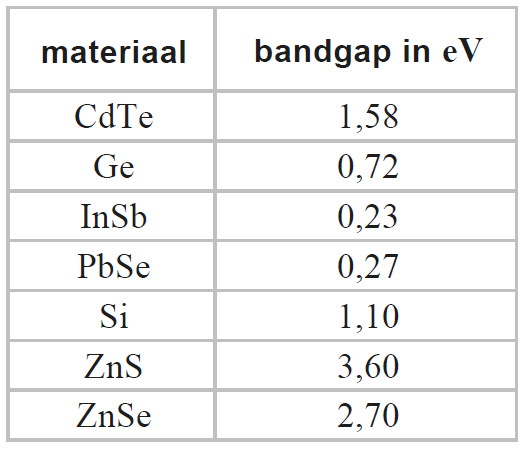 materiaal bandgap in eV
CdTe 1,58
Ge 0,72
InSb 0,23
PbSe 0,27
Si 1,10
ZnS 3,60
ZnSe 2,70